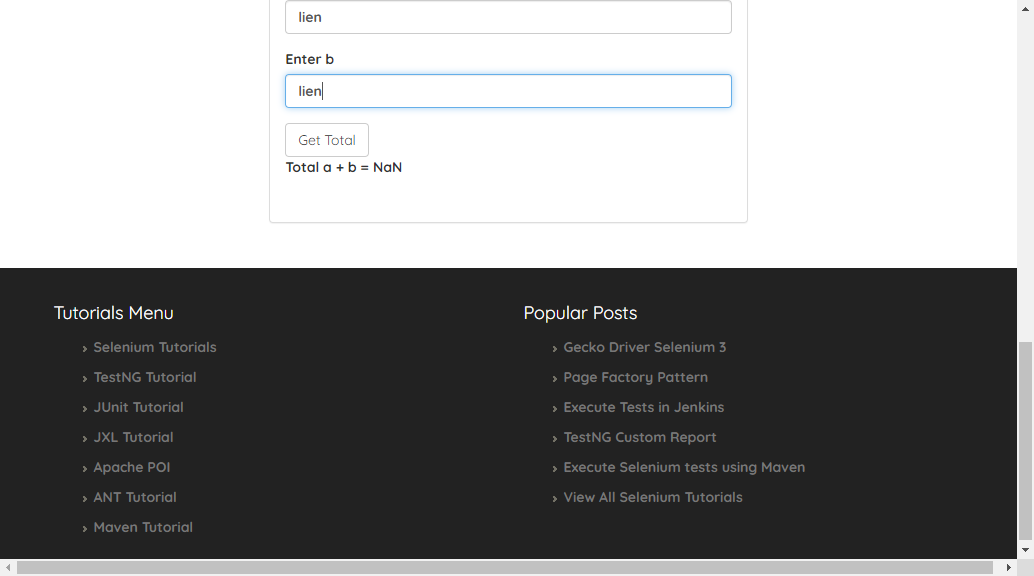 lien
Enter b
lien
Get Total
Total a + b = NaN
Tutorials Menu
Selenium Tutorials
TestNG Tutorial
JUnit Tutorial
JXL Tutorial
Apache POI
ANT Tutorial
Maven Tutorial
Popular Posts
Gecko Driver Selenium 3
Page Factory Pattern
Execute Tests in Jenkins
TestNG Custom Report
Execute Selenium tests using Maven
View All Selenium Tutorials